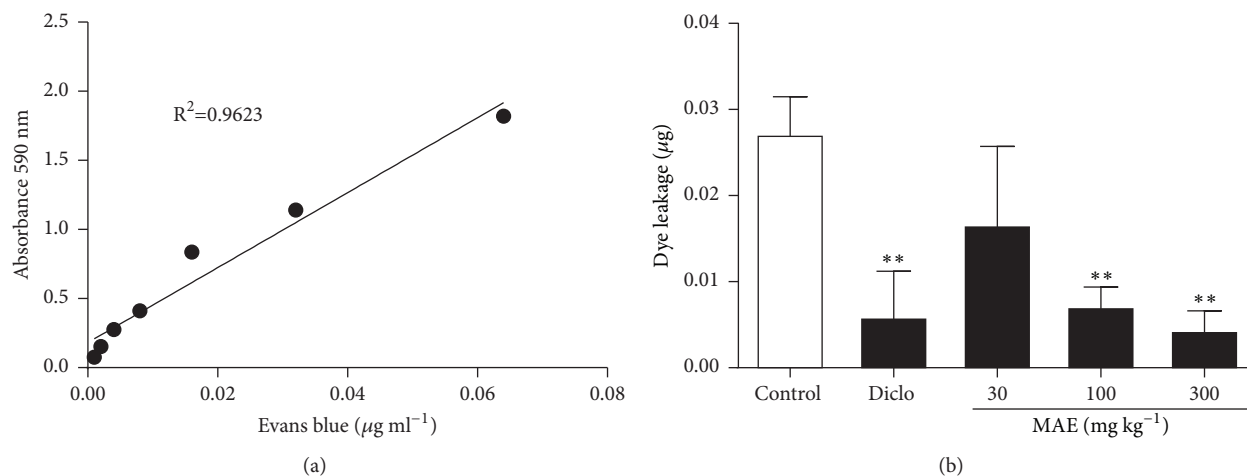 2.5
2.0
1.5
1.0
0.5
0.0
Absorbance 590 nm
R²=0.9623
0.00 0.02 0.04 0.06 0.08
Evans blue (μg ml⁻¹)
(a)
0.04
0.03
0.02
0.01
0.00
Dye leakage (μg)
**
**
**
Control Diclo 30 100 300
MAE (mg kg⁻¹)
(b)